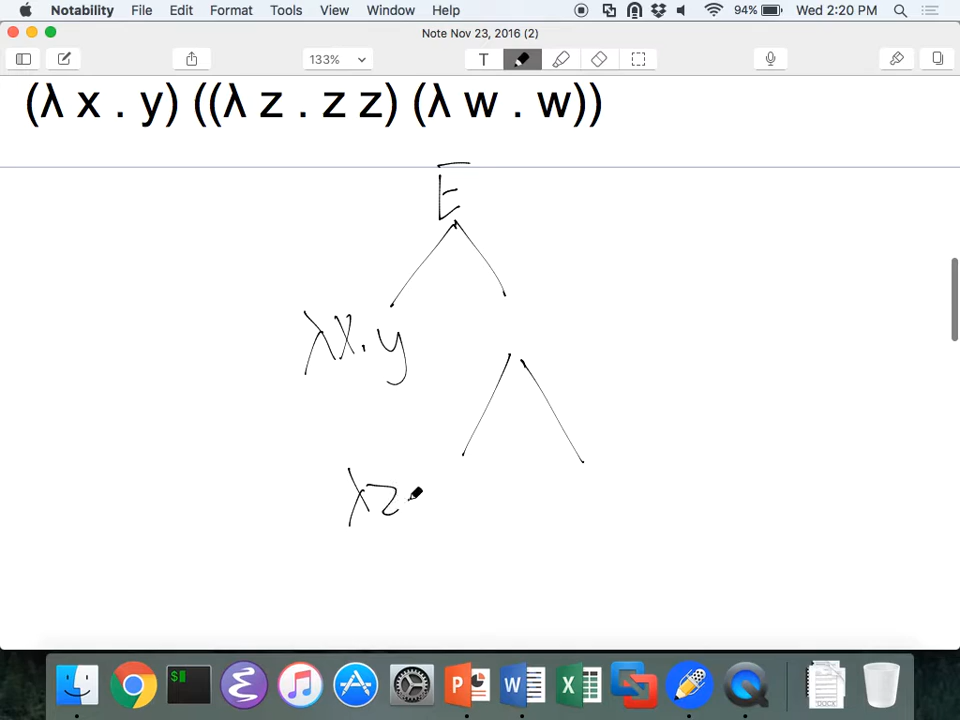 Notability File Edit Format Tools View Window Help 94% Wed 2:20 PM
Note Nov 23, 2016 (2)
133% T
(λ x . y) ((λ z . z z) (λ w . w))
E
λx.y
λz.
$ P W X